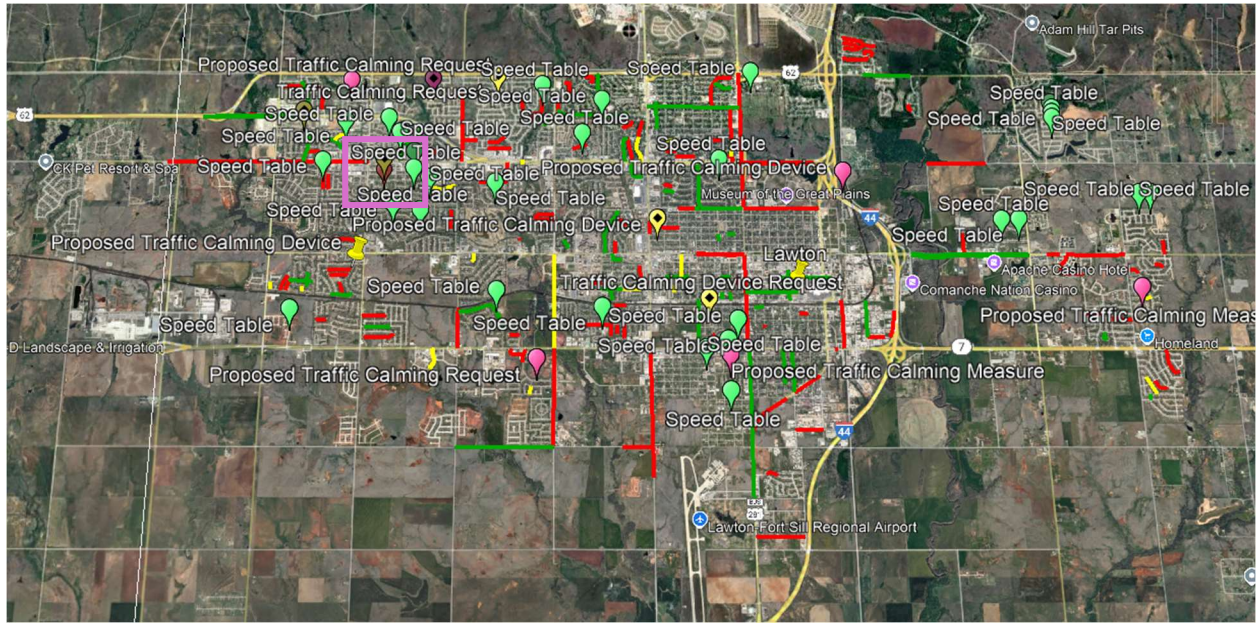 Adam Hill Tar Pits
Proposed Traffic Calming Request
Speed Table
Speed Table
62
Traffic Calming Request
Speed Table
Speed Table
62
Speed Table
Speed Table
Speed Table
Speed Table
Speed Table
Speed Table
Speed Table
Speed Table
CK Pet Resort & Spa
Speed Table
Speed Table
Proposed Traffic Calming Device
Speed Table
Speed Table
Museum of the Great Plains
Speed Table
Speed Table
Speed Table
Speed Table
Speed Table
44
Proposed Traffic Calming Device
Speed Table
Proposed Traffic Calming Device
Lawton
Apache Casino Hotel
Traffic Calming Device Request
Comanche Nation Casino
Speed Table
Speed Table
Speed Table
Speed Table
Proposed Traffic Calming Meas
D Landscape & Irrigation
Speed Table
Speed Table
7
Homeland
Proposed Traffic Calming Request
Proposed Traffic Calming Measure
Speed Table
44
Lawton-Fort Sill Regional Airport